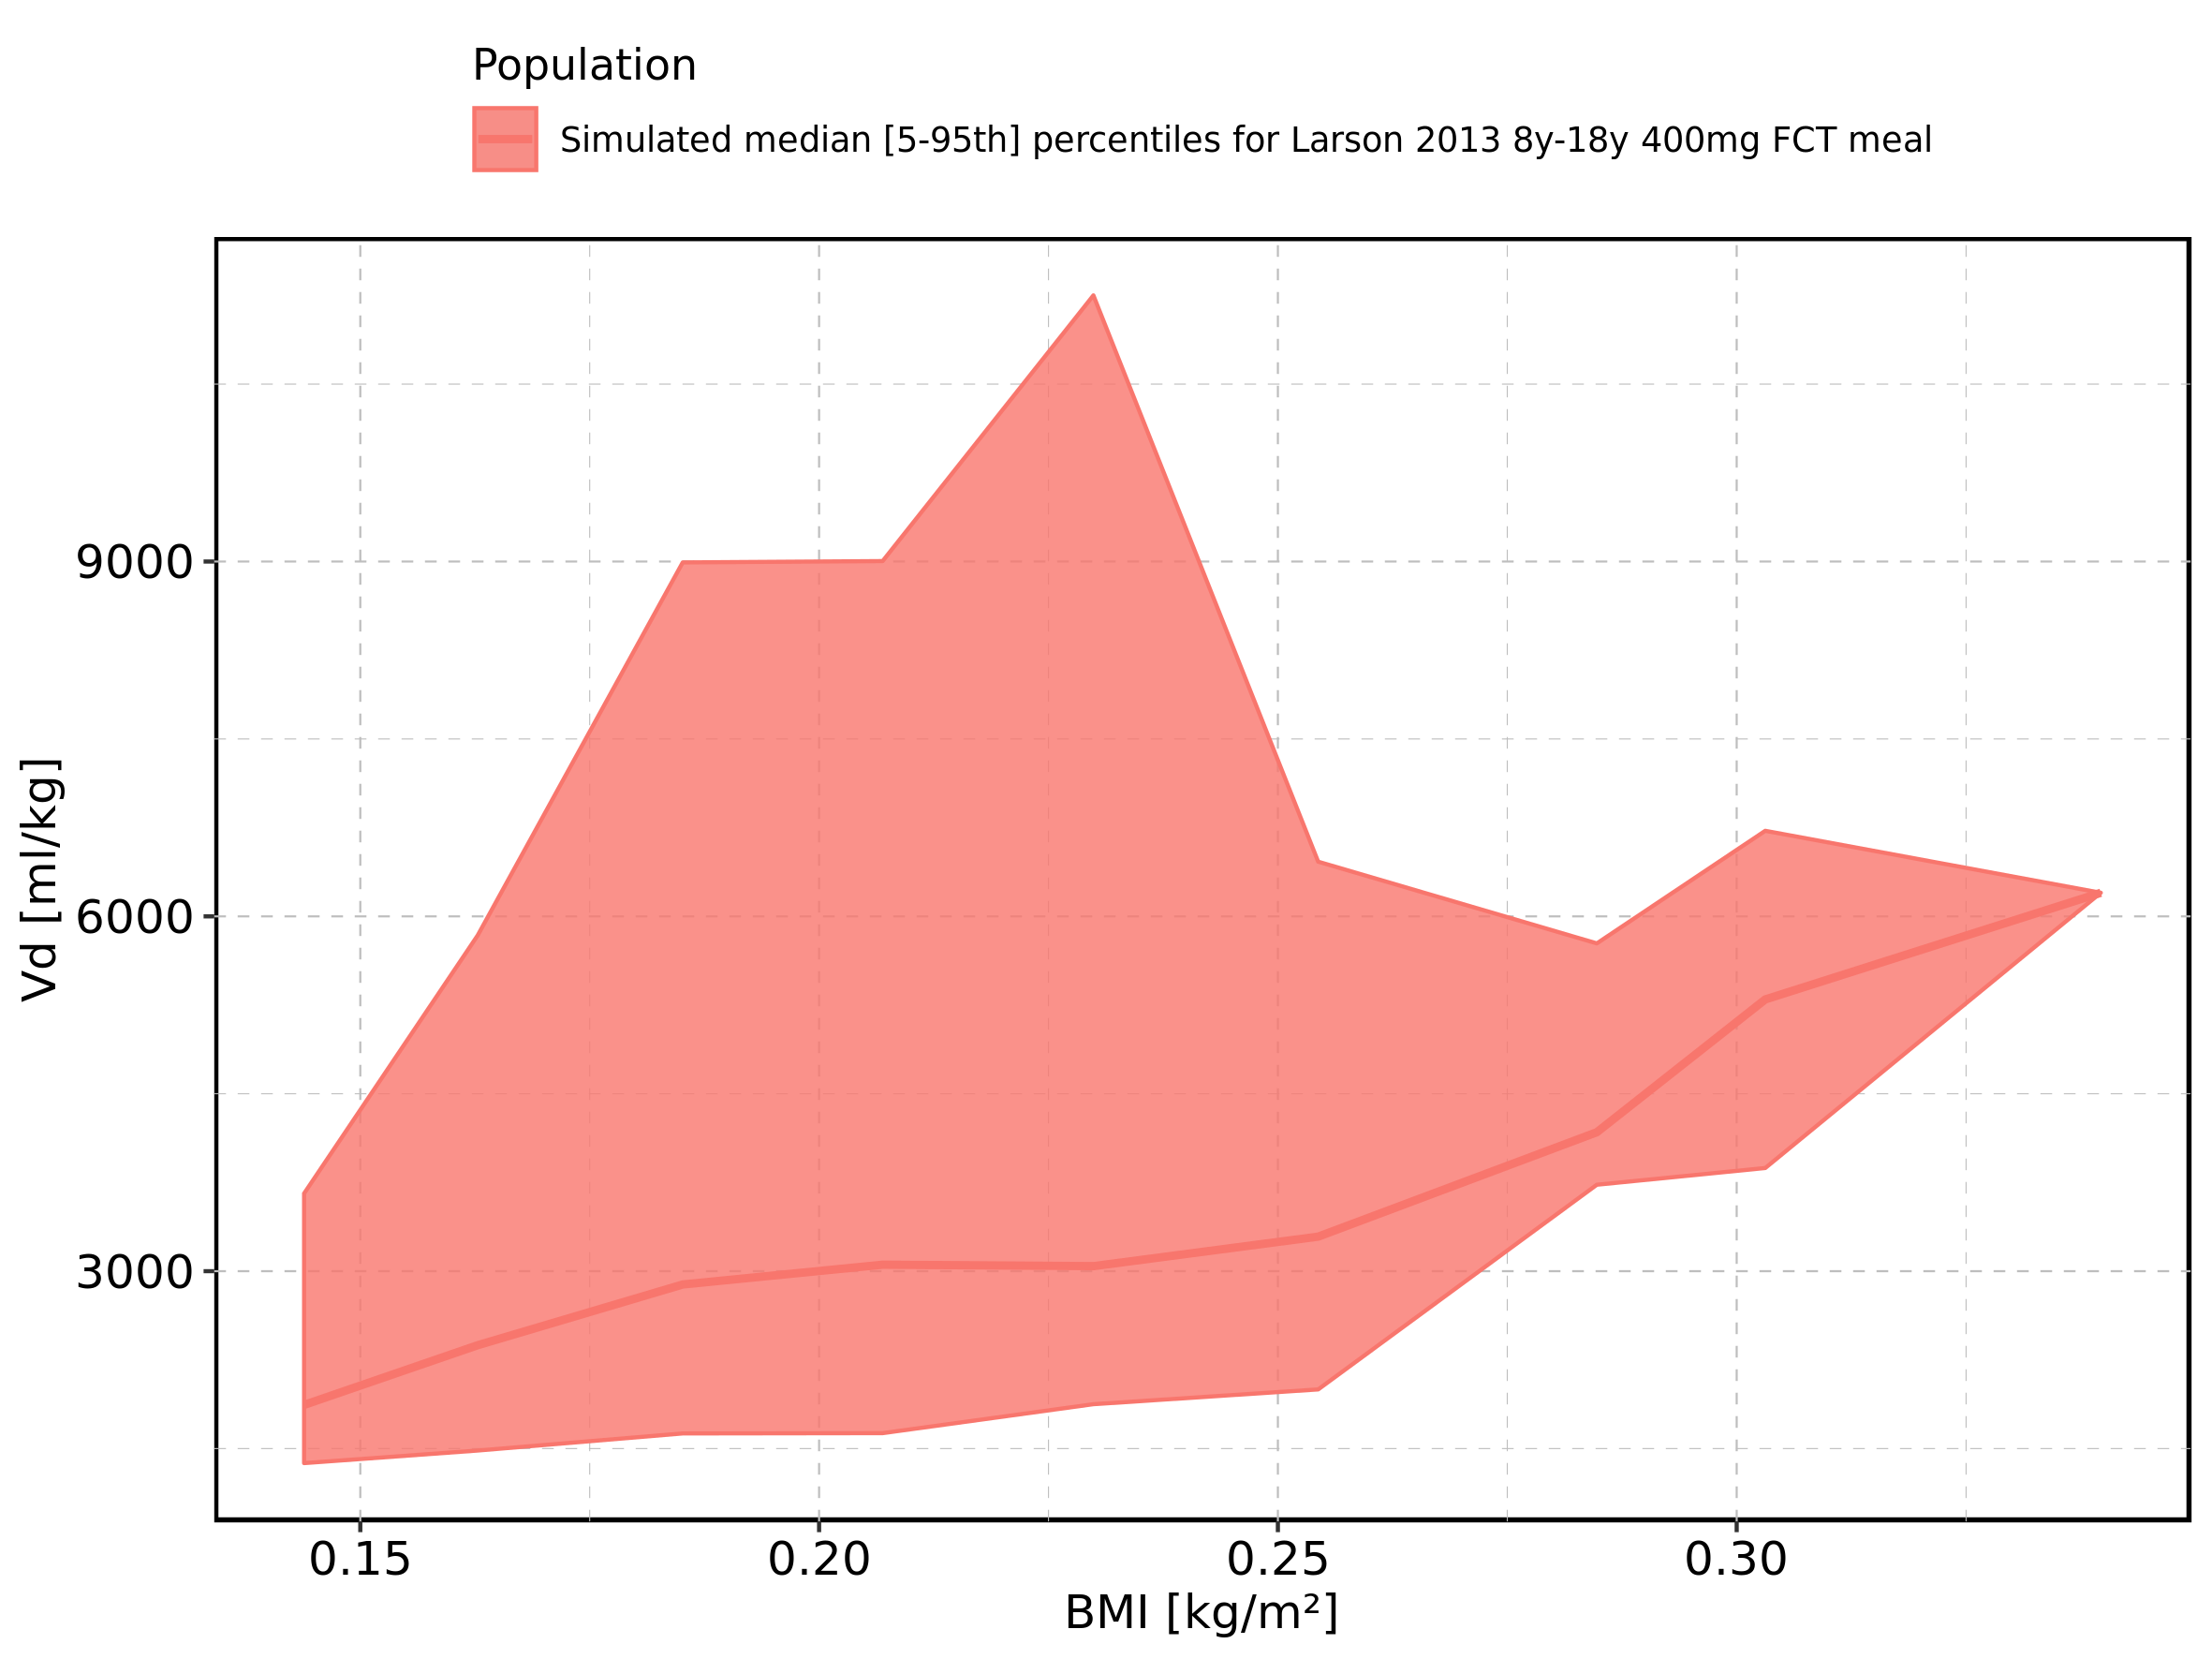 Population
Simulated median [5-95th] percentiles for Larson 2013 8y-18y 400mg FCT meal
Vd [ml/kg]
9000
6000
3000
0.15 0.20 0.25 0.30
BMI [kg/m²]